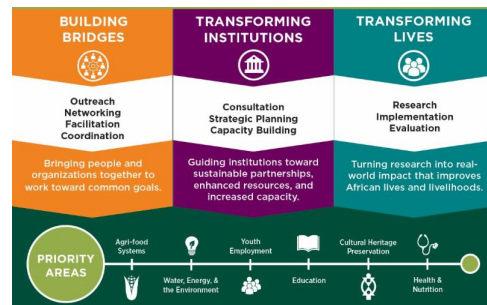 BUILDING
BRIDGES
Outreach
Networking
Facilitation
Coordination
Bringing people and
organizations together to
work toward common goals.
TRANSFORMING
INSTITUTIONS
Consultation
Strategic Planning
Capacity Building
Guiding institutions toward
sustainable partnerships,
enhanced resources, and
increased capacity.
TRANSFORMING
LIVES
Research
Implementation
Evaluation
Turning research into real-
world impact that improves
African lives and livelihoods.
PRIORITY
AREAS
Agri-food
Systems
Water, Energy, &
the Environment
Youth
Employment
Education
Cultural Heritage
Preservation
Health &
Nutrition